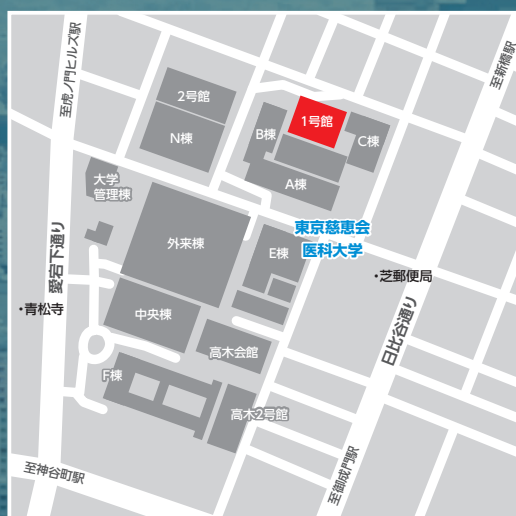 至虎ノ門ヒルズ駅
至新橋駅
2号館
N棟
B棟
1号館
C棟
A棟
大学
管理棟
外来棟
東京慈恵会
医科大学
E棟
愛宕下通り
・芝郵便局
・青松寺
中央棟
高木会館
日比谷通り
F棟
高木2号館
至神谷町駅
至御成門駅